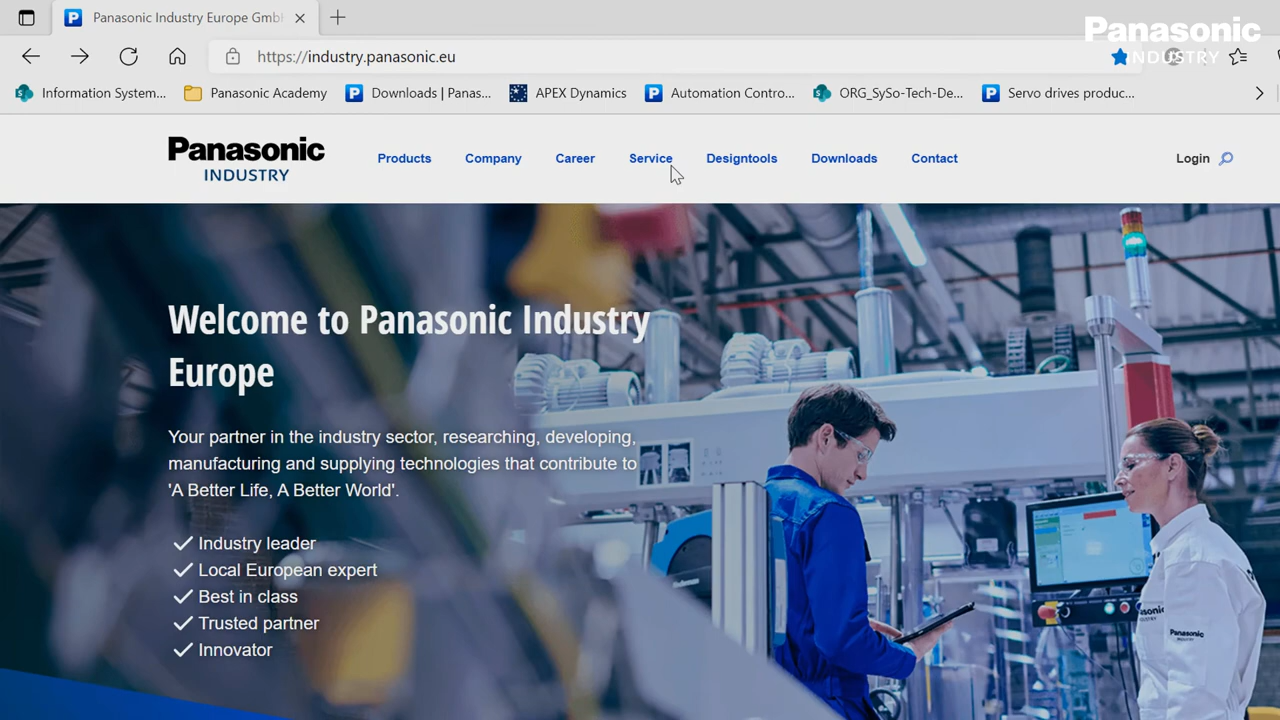 Panasonic Industry Europe Gmb
Panasonic
INDUSTRY
https://industry.panasonic.eu
Information System...
Panasonic Academy
Downloads | Panas...
APEX Dynamics
Automation Contro...
ORG_SySo-Tech-De...
Servo drives produc...
Panasonic
INDUSTRY
Products
Company
Career
Service
Designtools
Downloads
Contact
Login
Welcome to Panasonic Industry
Europe
Your partner in the industry sector, researching, developing,
manufacturing and supplying technologies that contribute to
'A Better Life, A Better World'.
Industry leader
Local European expert
Best in class
Trusted partner
Innovator
Panasonic
INDUSTRY